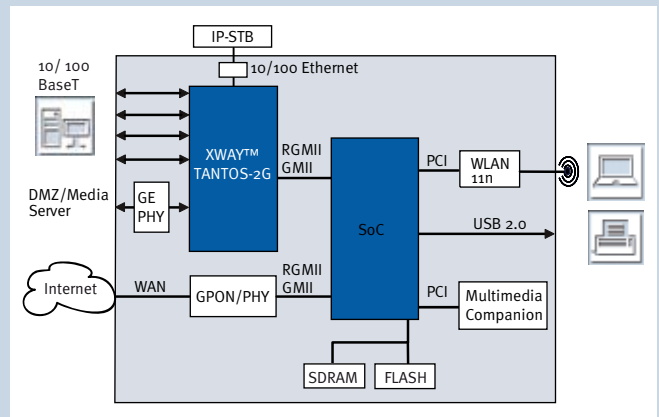 IP-STB
10/100 Ethernet
10/ 100
BaseT
XWAY™
TANTOS-2G
RGMII
GMII
SoC
PCI
WLAN
11n
DMZ/Media
Server
GE
PHY
USB 2.0
Internet
WAN
GPON/PHY
RGMII
GMII
PCI
Multimedia
Companion
SDRAM
FLASH